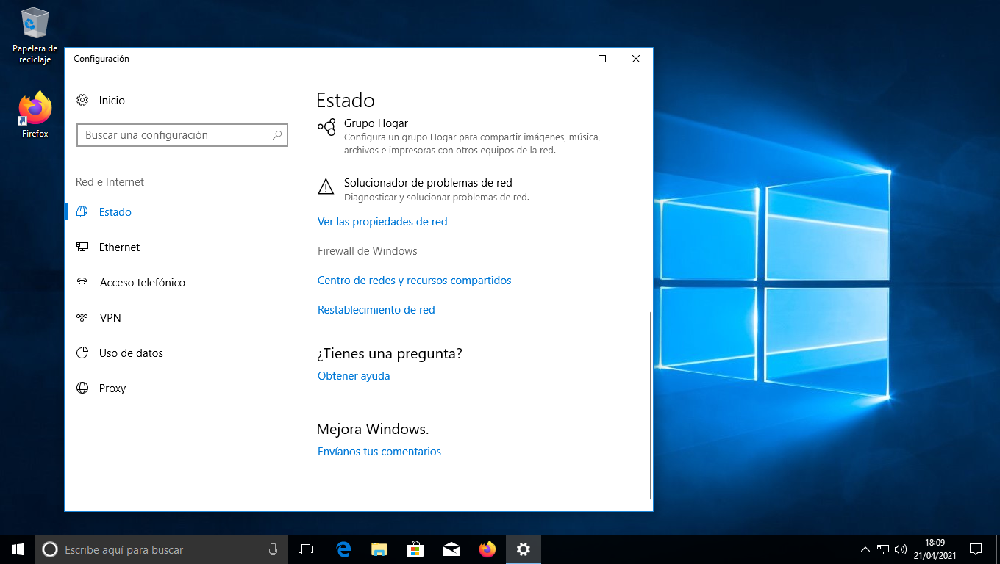 Papelera de
reciclaje
Firefox
Configuración
Inicio
Buscar una configuración
Red e Internet
Estado
Ethernet
Acceso telefónico
VPN
Uso de datos
Proxy
Estado
Grupo Hogar
Configura un grupo Hogar para compartir imágenes, música,
archivos e impresoras con otros equipos de la red.
Solucionador de problemas de red
Diagnosticar y solucionar problemas de red.
Ver las propiedades de red
Firewall de Windows
Centro de redes y recursos compartidos
Restablecimiento de red
¿Tienes una pregunta?
Obtener ayuda
Mejora Windows.
Envíanos tus comentarios
Escribe aquí para buscar
18:09
21/04/2021